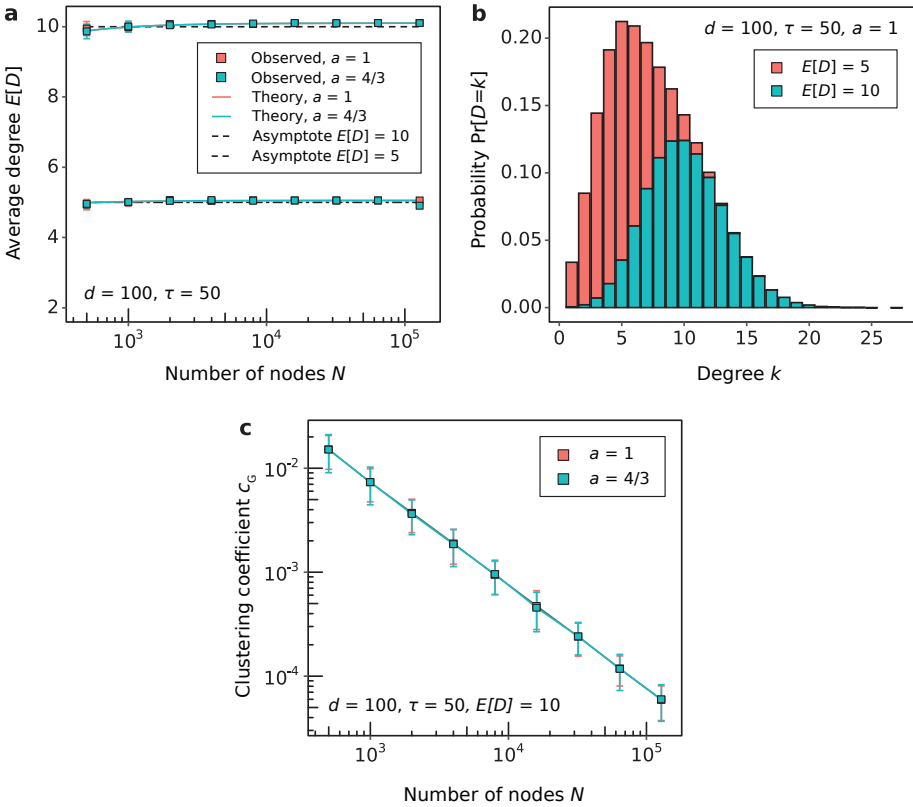 a
Average degree E[D]
10
8
6
4
2
Observed, a = 1
Observed, a = 4/3
Theory, a = 1
Theory, a = 4/3
Asymptote E[D] = 10
Asymptote E[D] = 5
d = 100, τ = 50
10³
10⁴
10⁵
Number of nodes N
b
Probability Pr[D=k]
0.20
0.15
0.10
0.05
0.00
d = 100, τ = 50, a = 1
E[D] = 5
E[D] = 10
0
5
10
15
20
25
Degree k
c
Clustering coefficient c_G
10⁻²
10⁻³
10⁻⁴
a = 1
a = 4/3
d = 100, τ = 50, E[D] = 10
10³
10⁴
10⁵
Number of nodes N